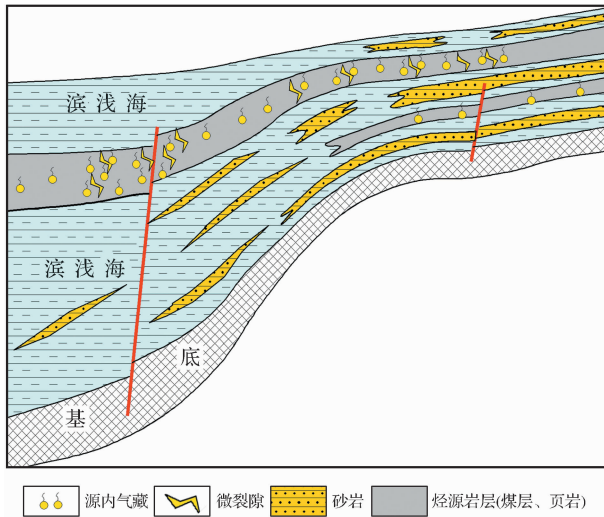 滨浅海
滨浅海
底
基
源内气藏
微裂隙
砂岩
烃源岩层(煤层、页岩)